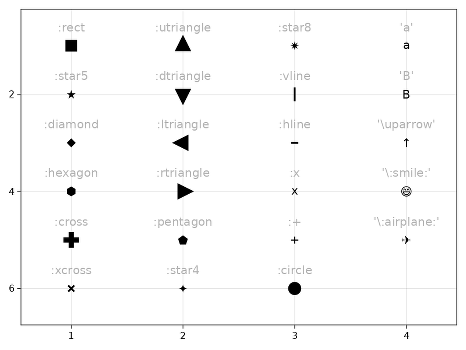 :rect :utriangle :star8 'a'
a
:star5 :dtriangle :vline 'B'
2 B
:diamond :ltriangle :hline '\uparrow'
↑
:hexagon :rtriangle :x '\:smile:'
4 x 😄
:cross :pentagon :+ '\:airplane:'
+ ✈
:xcross :star4 :circle
6
1 2 3 4